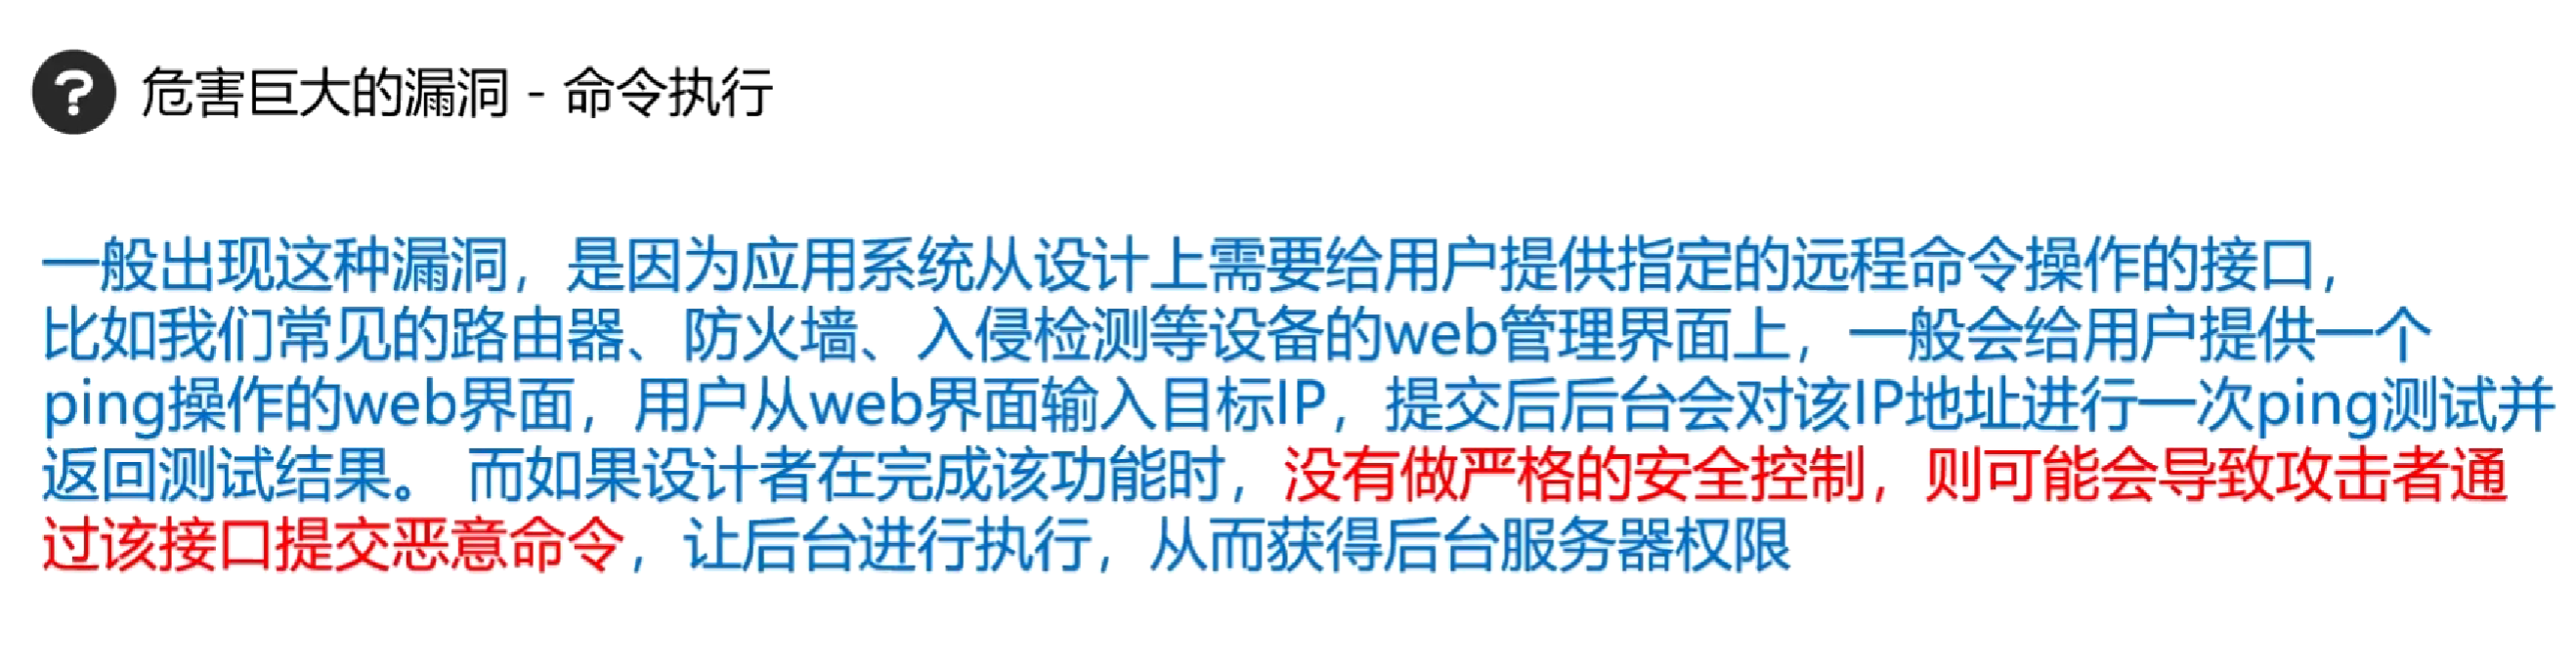 危害巨大的漏洞 - 命令执行
一般出现这种漏洞，是因为应用系统从设计上需要给用户提供指定的远程命令操作的接口，
比如我们常见的路由器、防火墙、入侵检测等设备的web管理界面上，一般会给用户提供一个
ping操作的web界面，用户从web界面输入目标IP，提交后后台会对该IP地址进行一次ping测试并
返回测试结果。 而如果设计者在完成该功能时，没有做严格的安全控制，则可能会导致攻击者通
过该接口提交恶意命令，让后台进行执行，从而获得后台服务器权限